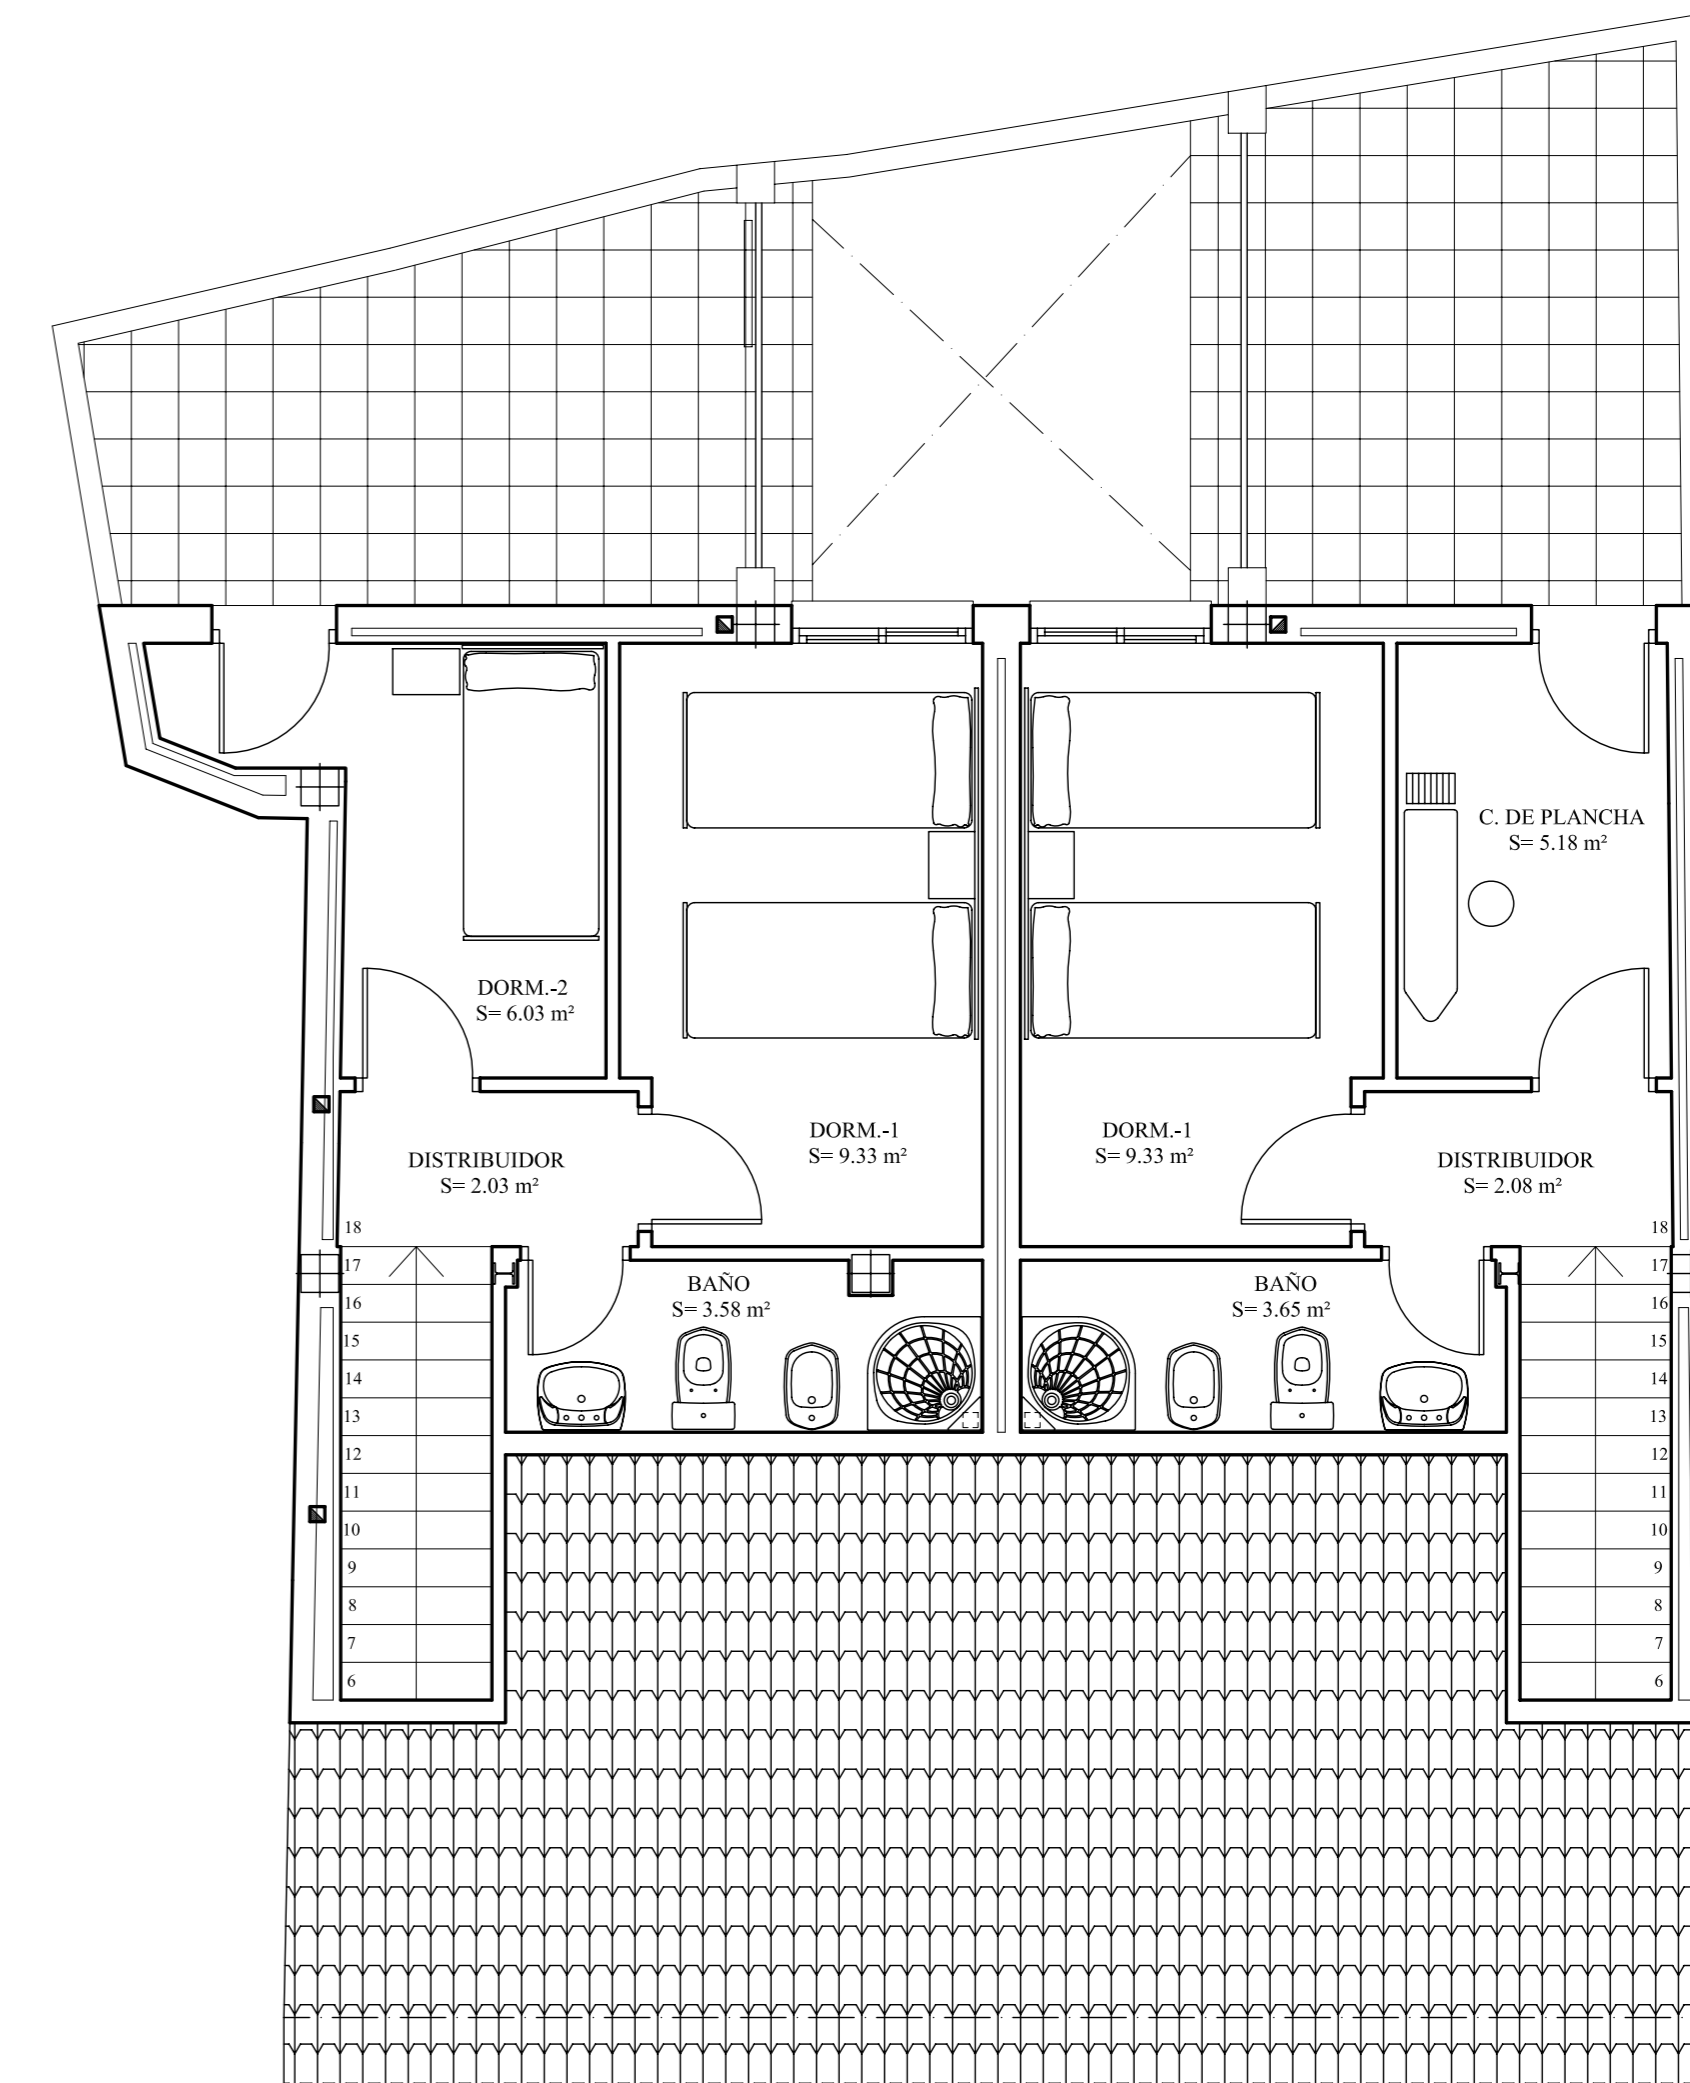 C. DE PLANCHA
S= 5.18 m²
DORM.-2
S= 6.03 m²
DORM.-1
S= 9.33 m²
DORM.-1
S= 9.33 m²
DISTRIBUIDOR
S= 2.03 m²
DISTRIBUIDOR
S= 2.08 m²
BAÑO
S= 3.58 m²
BAÑO
S= 3.65 m²
18
17
16
15
14
13
12
11
10
9
8
7
6
18
17
16
15
14
13
12
11
10
9
8
7
6